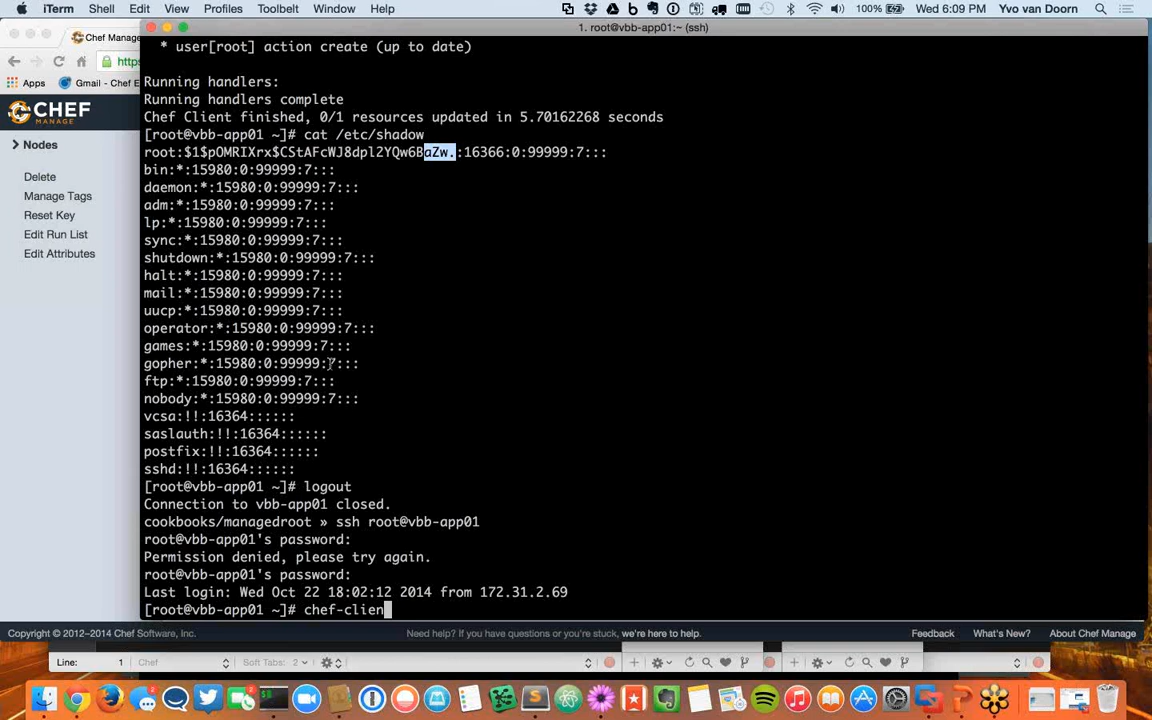 iTerm Shell Edit View Profiles Toolbelt Window Help 100% Wed 6:09 PM Yvo van Doorn
1. root@vbb-app01:~ (ssh)
Chef Manage
https
Apps Gmail - Chef E
CHEF
MANAGE
Nodes
Delete
Manage Tags
Reset Key
Edit Run List
Edit Attributes
* user[root] action create (up to date)
Running handlers:
Running handlers complete
Chef Client finished, 0/1 resources updated in 5.70162268 seconds
[root@vbb-app01 ~]# cat /etc/shadow
root:$1$pOMRIXrx$CStAFcWJ8dpl2YQw6BaZw.:16366:0:99999:7:::
bin:*:15980:0:99999:7:::
daemon:*:15980:0:99999:7:::
adm:*:15980:0:99999:7:::
lp:*:15980:0:99999:7:::
sync:*:15980:0:99999:7:::
shutdown:*:15980:0:99999:7:::
halt:*:15980:0:99999:7:::
mail:*:15980:0:99999:7:::
uucp:*:15980:0:99999:7:::
operator:*:15980:0:99999:7:::
games:*:15980:0:99999:7:::
gopher:*:15980:0:99999:7:::
ftp:*:15980:0:99999:7:::
nobody:*:15980:0:99999:7:::
vcsa:!!:16364::::::
saslauth:!!:16364::::::
postfix:!!:16364::::::
sshd:!!:16364::::::
[root@vbb-app01 ~]# logout
Connection to vbb-app01 closed.
cookbooks/managedroot » ssh root@vbb-app01
root@vbb-app01's password:
Permission denied, please try again.
root@vbb-app01's password:
Last login: Wed Oct 22 18:02:12 2014 from 172.31.2.69
[root@vbb-app01 ~]# chef-clien
Copyright © 2012–2014 Chef Software, Inc. Need help? If you have questions or you're stuck, we're here to help. Feedback What's New? About Chef Manage
Line: 1 Chef Soft Tabs: 2